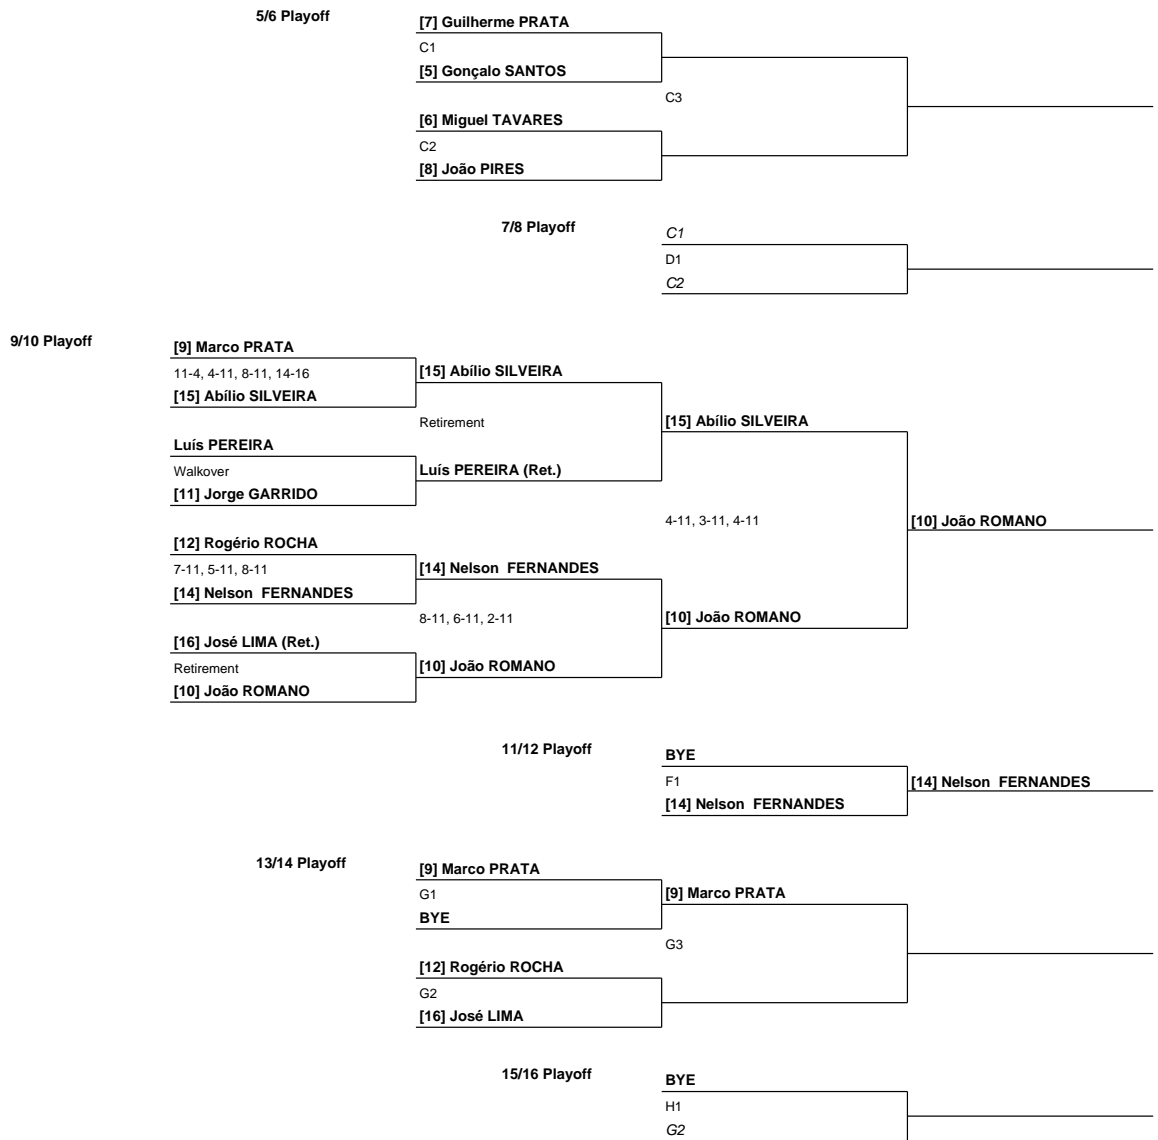 5/6 Playoff
[7] Guilherme PRATA
C1
[5] Gonçalo SANTOS
C3
[6] Miguel TAVARES
C2
[8] João PIRES
7/8 Playoff
C1
D1
C2
9/10 Playoff
[9] Marco PRATA
11-4, 4-11, 8-11, 14-16
[15] Abílio SILVEIRA
[15] Abílio SILVEIRA
Retirement
[15] Abílio SILVEIRA
Luís PEREIRA
Walkover
Luís PEREIRA (Ret.)
[11] Jorge GARRIDO
4-11, 3-11, 4-11
[10] João ROMANO
[12] Rogério ROCHA
7-11, 5-11, 8-11
[14] Nelson  FERNANDES
[14] Nelson  FERNANDES
8-11, 6-11, 2-11
[10] João ROMANO
[16] José LIMA (Ret.)
Retirement
[10] João ROMANO
[10] João ROMANO
11/12 Playoff
BYE
F1
[14] Nelson  FERNANDES
[14] Nelson  FERNANDES
13/14 Playoff
[9] Marco PRATA
G1
[9] Marco PRATA
BYE
G3
[12] Rogério ROCHA
G2
[16] José LIMA
15/16 Playoff
BYE
H1
G2